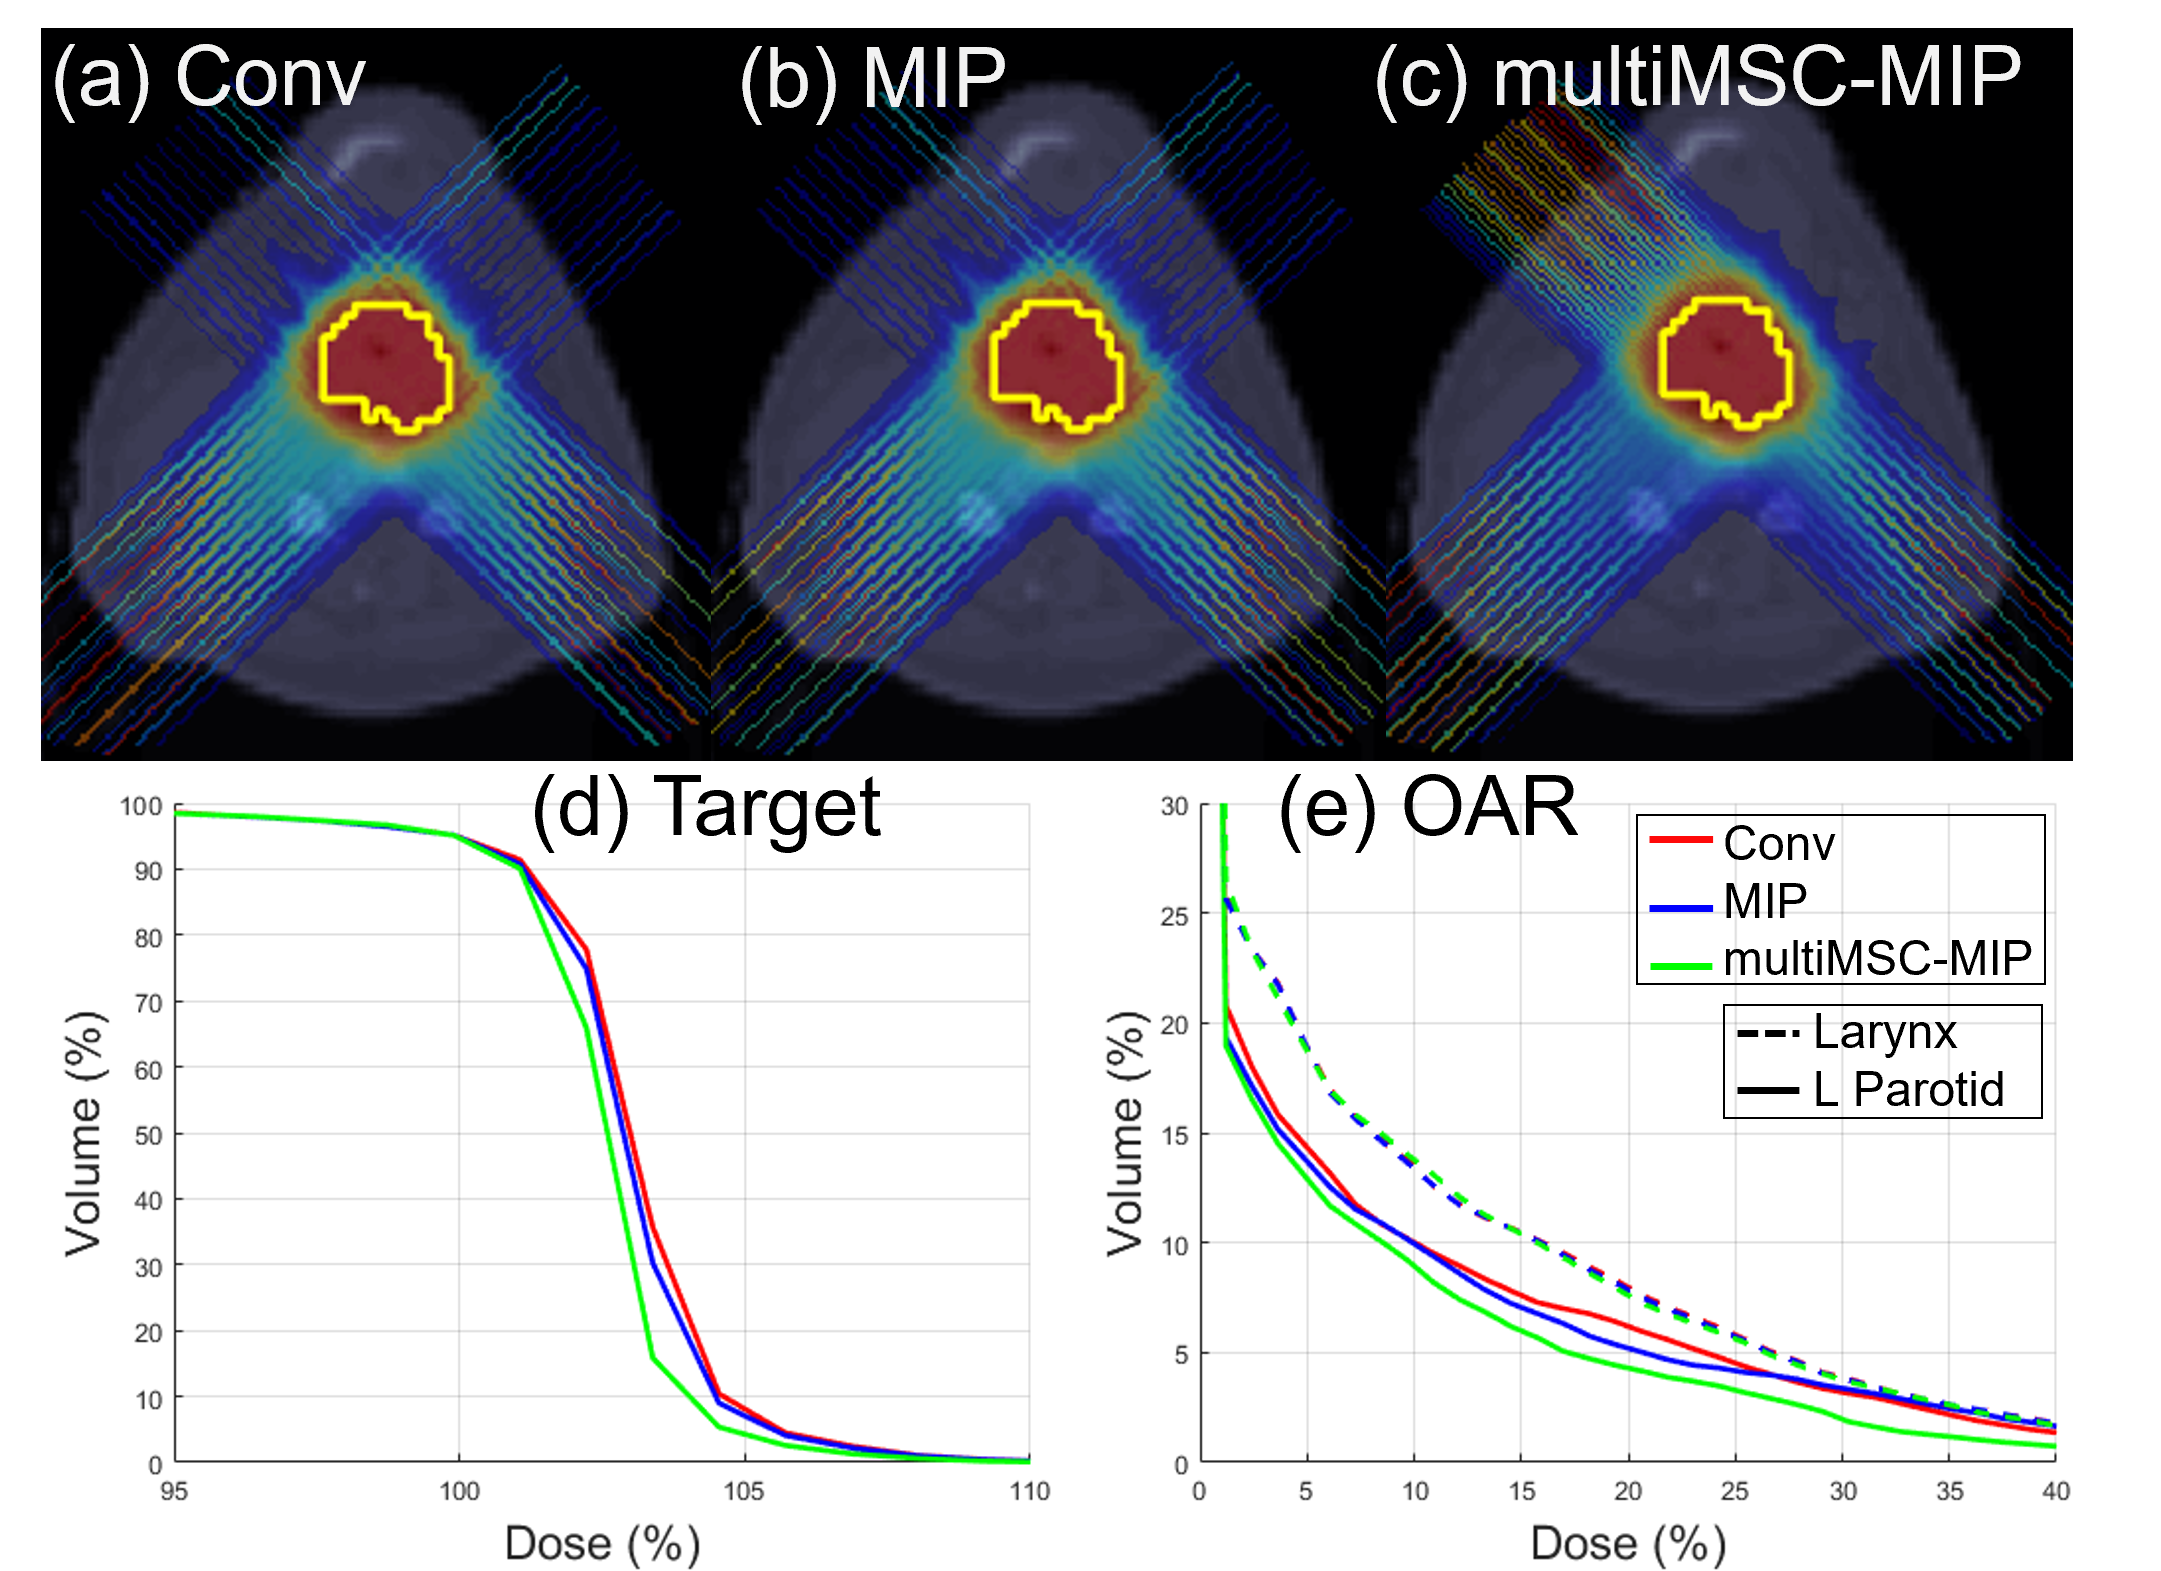 (a) Conv
(b) MIP
(c) multiMSC-MIP
(d) Target
100
90
80
70
60
50
40
30
20
10
0
95
100
105
110
Volume (%)
Dose (%)
(e) OAR
30
25
20
15
10
5
0
0
5
10
15
20
25
30
35
40
Volume (%)
Dose (%)
Conv
MIP
multiMSC-MIP
Larynx
L Parotid